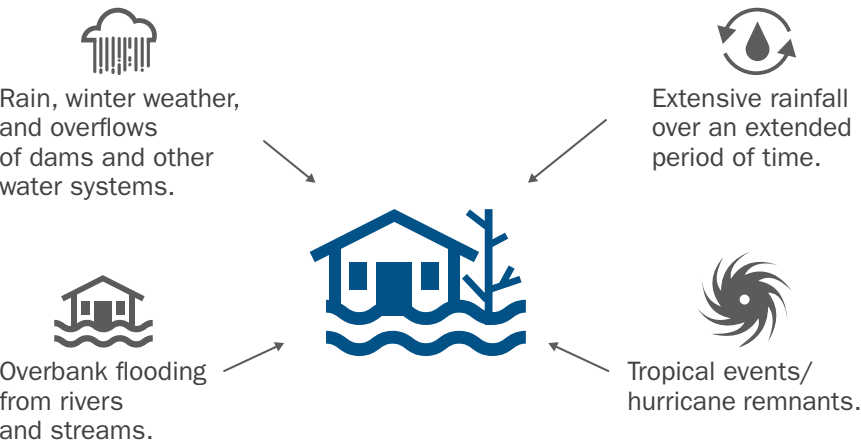 Rain, winter weather,
and overflows
of dams and other
water systems.
Extensive rainfall
over an extended
period of time.
Overbank flooding
from rivers
and streams.
Tropical events/
hurricane remnants.